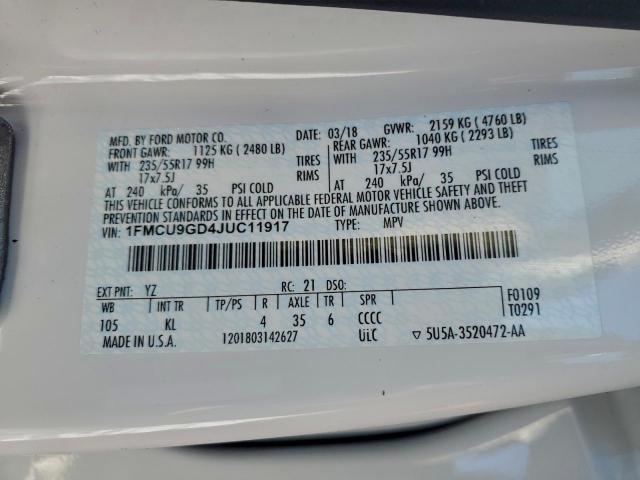 MFD. BY FORD MOTOR CO. DATE: 03/18 GVWR: 2159 KG ( 4760 LB)
FRONT GAWR: 1125 KG ( 2480 LB) REAR GAWR: 1040 KG ( 2293 LB)
WITH 235/55R17 99H TIRES WITH 235/55R17 99H TIRES
17x7.5J RIMS 17x7.5J RIMS
AT 240 kPa/ 35 PSI COLD AT 240 kPa/ 35 PSI COLD
THIS VEHICLE CONFORMS TO ALL APPLICABLE FEDERAL MOTOR VEHICLE SAFETY AND THEFT
PREVENTION STANDARDS IN EFFECT ON THE DATE OF MANUFACTURE SHOWN ABOVE.
VIN: 1FMCU9GD4JUC11917 TYPE: MPV
EXT PNT: YZ RC: 21 DSO:
WB INT TR TP/PS R AXLE TR SPR F0109
105 KL 4 35 6 CCCC T0291
MADE IN U.S.A. 1201803142627 UiLC ▽ 5U5A-3520472-AA